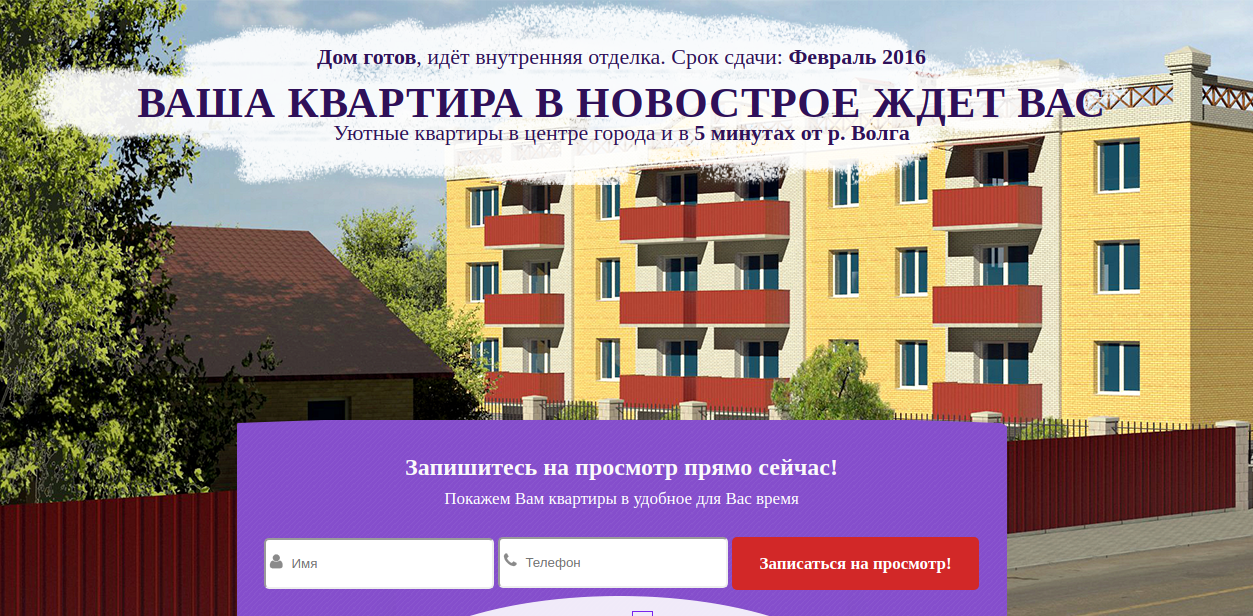 Дом готов, идёт внутренняя отделка. Срок сдачи: Февраль 2016
ВАША КВАРТИРА В НОВОСТРОЕ ЖДЕТ ВАС
Уютные квартиры в центре города и в 5 минутах от р. Волга
Запишитесь на просмотр прямо сейчас!
Покажем Вам квартиры в удобное для Вас время
Имя
Телефон
Записаться на просмотр!